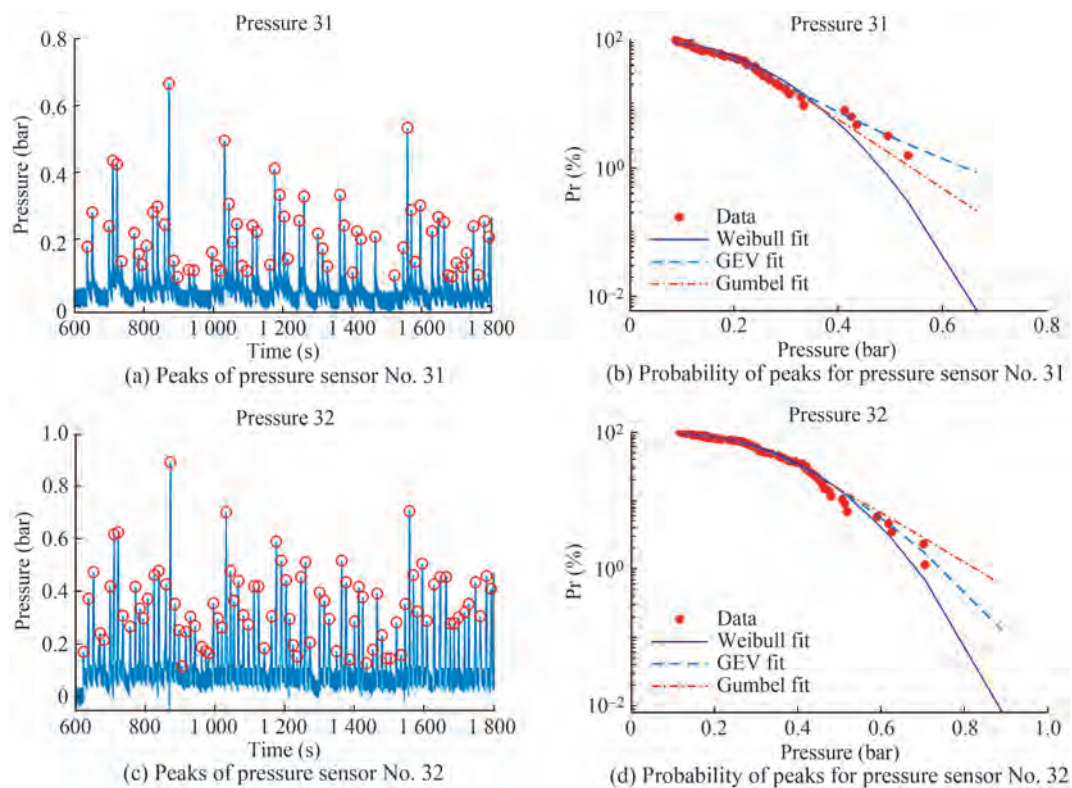 Pressure 31
0.8
0.6
0.4
0.2
0
Pressure (bar)
600 800 1 000 1 200 1 400 1 600 1 800
Time (s)
(a) Peaks of pressure sensor No. 31
Pressure 31
10²
10⁰
10⁻²
Pr (%)
Data
Weibull fit
GEV fit
Gumbel fit
0 0.2 0.4 0.6 0.8
Pressure (bar)
(b) Probability of peaks for pressure sensor No. 31
Pressure 32
1.0
0.8
0.6
0.4
0.2
0
Pressure (bar)
600 800 1 000 1 200 1 400 1 600 1 800
Time (s)
(c) Peaks of pressure sensor No. 32
Pressure 32
10²
10⁰
10⁻²
Pr (%)
Data
Weibull fit
GEV fit
Gumbel fit
0 0.2 0.4 0.6 0.8 1.0
Pressure (bar)
(d) Probability of peaks for pressure sensor No. 32